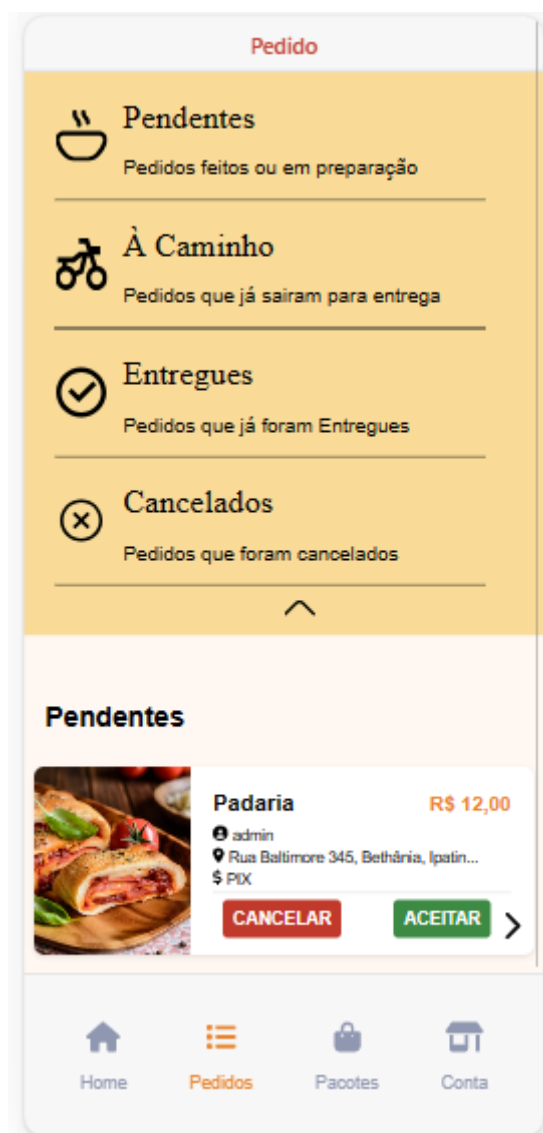 Pedido
Pendentes
Pedidos feitos ou em preparação
À Caminho
Pedidos que já sairam para entrega
Entregues
Pedidos que já foram Entregues
Cancelados
Pedidos que foram cancelados
Pendentes
Padaria R$ 12,00
admin
Rua Baltimore 345, Bethânia, Ipatin...
$ PIX
CANCELAR ACEITAR
Home Pedidos Pacotes Conta